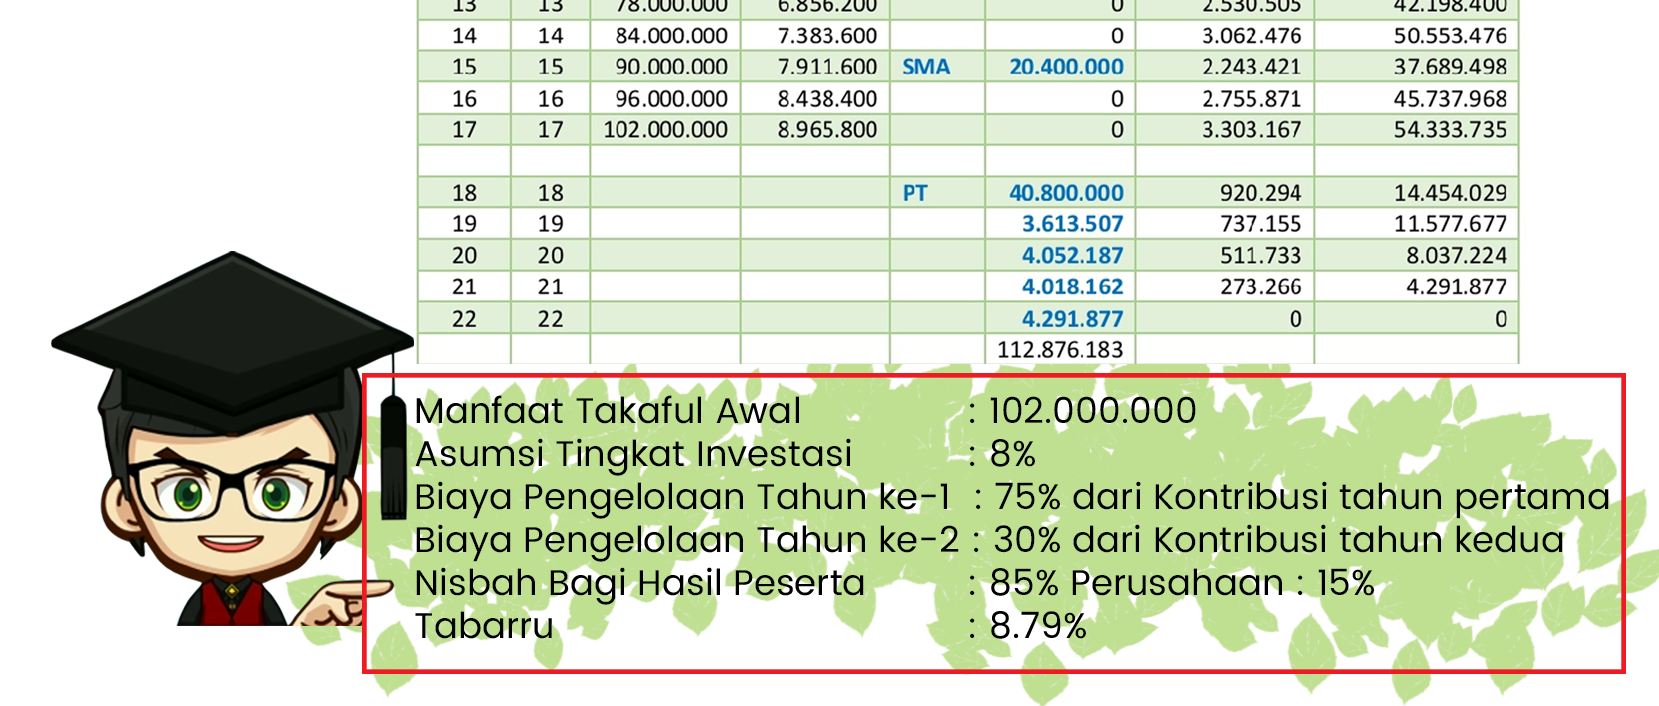 13 13 78.000.000 6.856.200 0 2.530.505 42.198.400
14 14 84.000.000 7.383.600 0 3.062.476 50.553.476
15 15 90.000.000 7.911.600 SMA 20.400.000 2.243.421 37.689.498
16 16 96.000.000 8.438.400 0 2.755.871 45.737.968
17 17 102.000.000 8.965.800 0 3.303.167 54.333.735
18 18 PT 40.800.000 920.294 14.454.029
19 19 3.613.507 737.155 11.577.677
20 20 4.052.187 511.733 8.037.224
21 21 4.018.162 273.266 4.291.877
22 22 4.291.877 0 0
112.876.183
Manfaat Takaful Awal : 102.000.000
Asumsi Tingkat Investasi : 8%
Biaya Pengelolaan Tahun ke-1 : 75% dari Kontribusi tahun pertama
Biaya Pengelolaan Tahun ke-2 : 30% dari Kontribusi tahun kedua
Nisbah Bagi Hasil Peserta : 85% Perusahaan : 15%
Tabarru : 8.79%